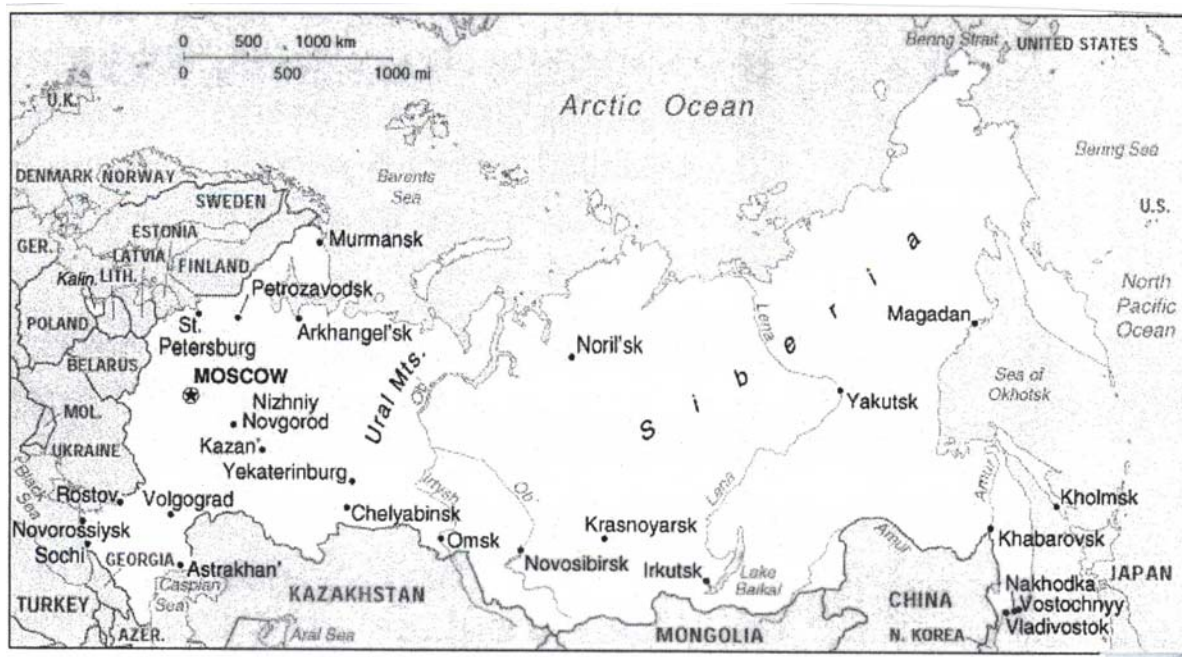 0 500 1000 km
0 500 1000 mi
Bering Strait
UNITED STATES
U.K.
Arctic Ocean
DENMARK
NORWAY
Barents
Sea
Bering Sea
SWEDEN
U.S.
GER.
ESTONIA
LATVIA
Kalin.
LITH.
FINLAND
Murmansk
North
Pacific
Ocean
Petrozavodsk
Lena
Siberia
Magadan
POLAND
St.
Petersburg
Arkhangel'sk
Noril'sk
BELARUS
MOSCOW
Ural Mts.
Ob'
Sea of
Okhotsk
Yakutsk
MOL.
Nizhniy
Novgorod
UKRAINE
Kazan'
Yekaterinburg
Irtysh
Ob'
Lena
Amur
Black
Sea
Rostov
Volgograd
Chelyabinsk
Kholmsk
Novorossiysk
Krasnoyarsk
Amur
Sochi
Omsk
Khabarovsk
GEORGIA
Astrakhan'
Novosibirsk
Irkutsk
Lake
Baikal
JAPAN
Caspian
Sea
KAZAKHSTAN
Nakhodka
TURKEY
CHINA
Vostochnyy
Vladivostok
AZER.
Aral Sea
MONGOLIA
N. KOREA